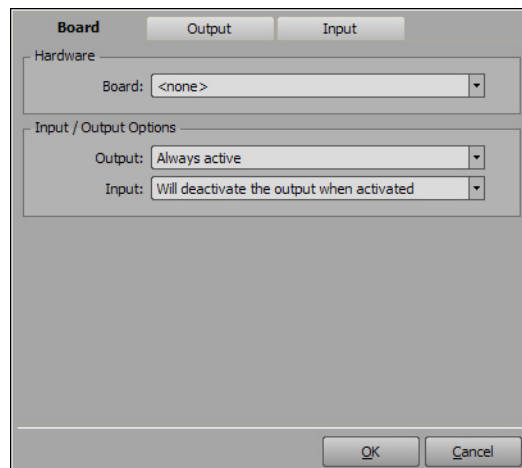 Board Output Input
Hardware
Board: <none>
Input / Output Options
Output: Always active
Input: Will deactivate the output when activated
OK Cancel